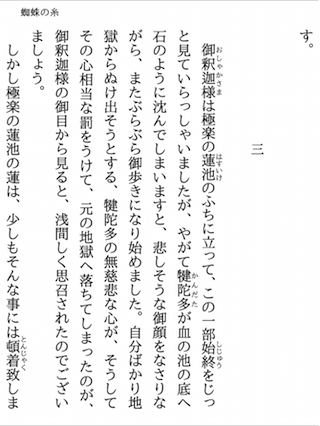 蜘蛛の糸
す。
三
御釈迦様は極楽の蓮池のふちに立って、この一部始終をじっ
と見ていらっしゃいましたが、やがて犍陀多が血の池の底へ
石のように沈んでしまいますと、悲しそうな御顔をなさりな
がら、またぶらぶら御歩きになり始めました。自分ばかり地
獄からぬけ出そうとする、犍陀多の無慈悲な心が、そうして
その心相当な罰をうけて、元の地獄へ落ちてしまったのが、
御釈迦様の御目から見ると、浅間しく思召されたのでござい
ましょう。
しかし極楽の蓮池の蓮は、少しもそんな事には頓着致しま